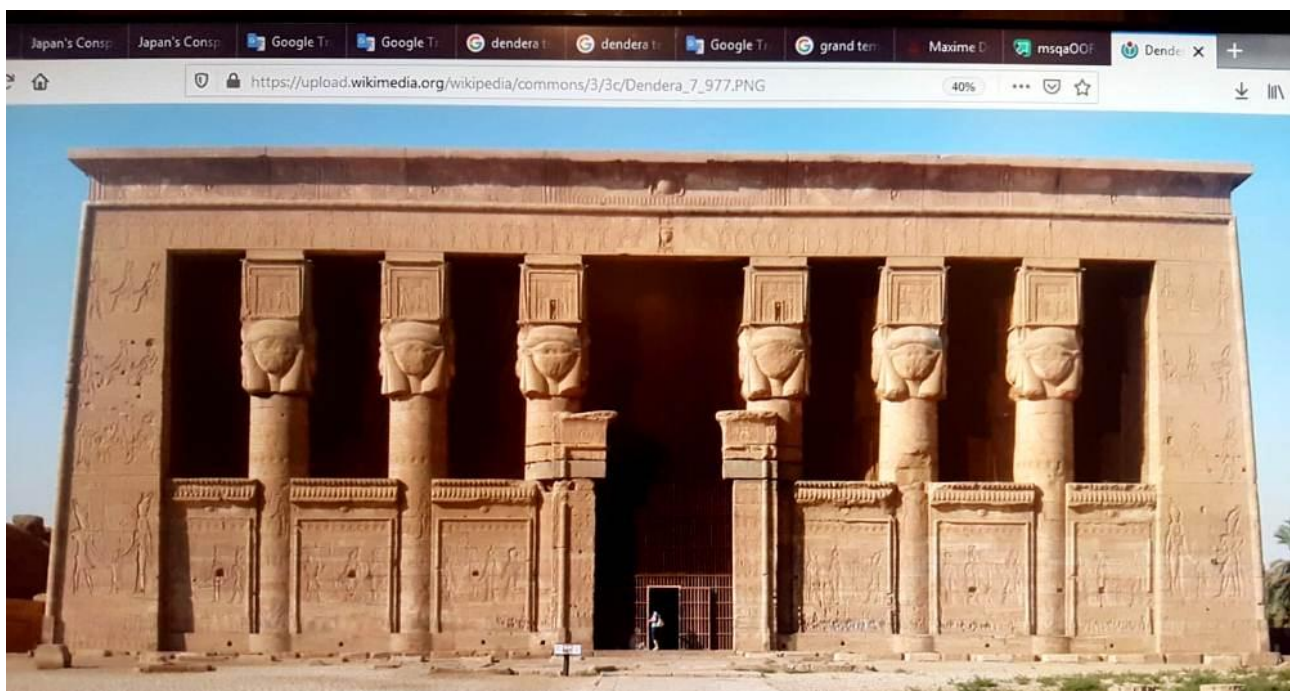 Japan's Consp Japan's Consp Google Tr Google Tr dendera t dendera t Google Tr grand tem Maxime D msqaOOF Dende
https://upload.wikimedia.org/wikipedia/commons/3/3c/Dendera_7_977.PNG 40%